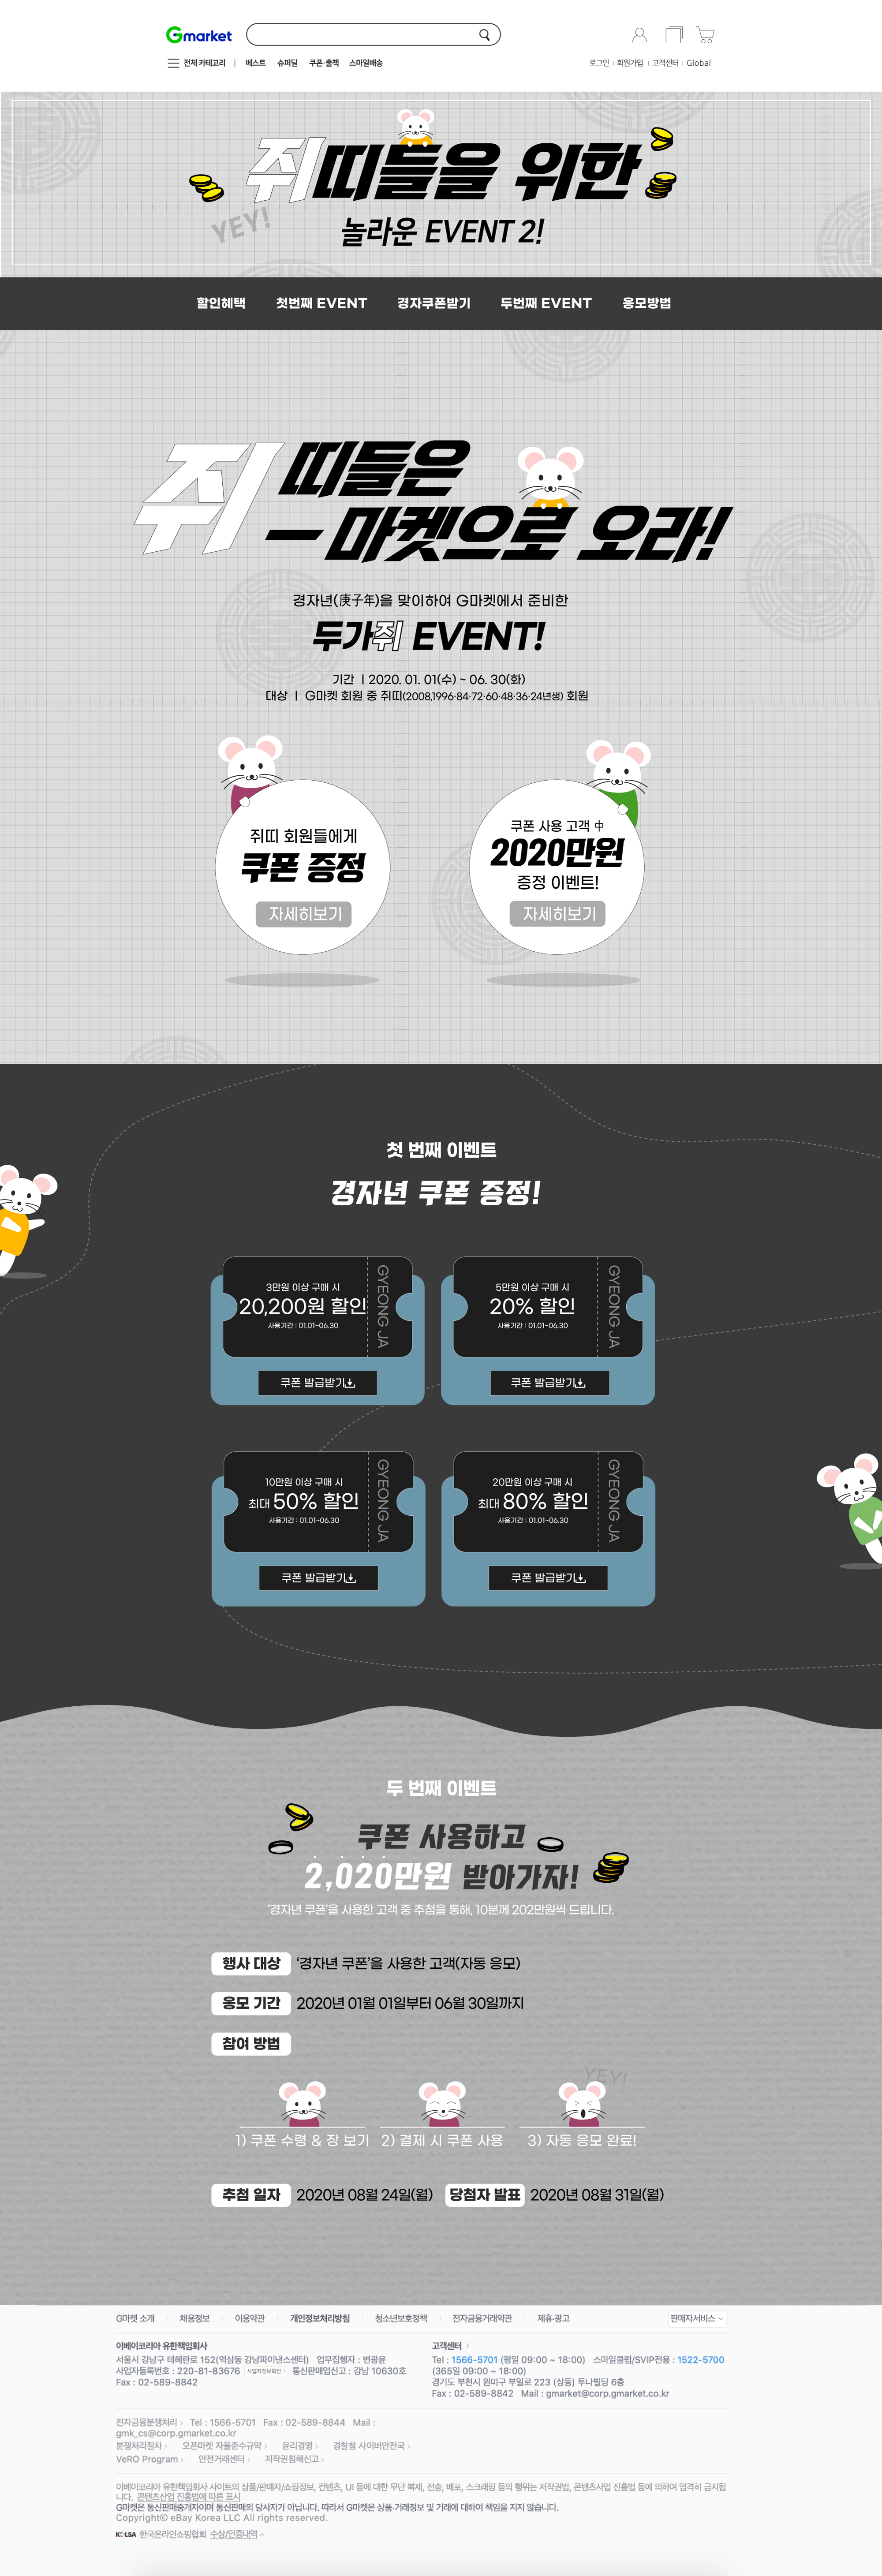 Gmarket
전체 카테고리 | 베스트 슈퍼딜 쿠폰·출첵 스마일배송
로그인 | 회원가입 | 고객센터 | Global
쥐띠들을 위한
YEY!
놀라운 EVENT 2!
할인혜택 첫번째 EVENT 경자쿠폰받기 두번째 EVENT 응모방법
쥐띠들은
一마켓으로 오라!
경자년(庚子年)을 맞이하여 G마켓에서 준비한
두가쥐 EVENT!
기간 ㅣ2020. 01. 01(수) ~ 06. 30(화)
대상 ㅣ G마켓 회원 중 쥐띠(2008,1996·84·72·60·48·36·24년생) 회원
쥐띠 회원들에게
쿠폰 증정
자세히보기
쿠폰 사용 고객 中
2020만원
증정 이벤트!
자세히보기
첫 번째 이벤트
경자년 쿠폰 증정!
3만원 이상 구매 시
20,200원 할인
사용기간 : 01.01~06.30
GYEONG JA
쿠폰 발급받기
5만원 이상 구매 시
20% 할인
사용기간 : 01.01~06.30
GYEONG JA
쿠폰 발급받기
10만원 이상 구매 시
최대 50% 할인
사용기간 : 01.01~06.30
GYEONG JA
쿠폰 발급받기
20만원 이상 구매 시
최대 80% 할인
사용기간 : 01.01~06.30
GYEONG JA
쿠폰 발급받기
두 번째 이벤트
쿠폰 사용하고
2,020만원 받아가자!
'경자년 쿠폰'을 사용한 고객 중 추첨을 통해, 10분께 202만원씩 드립니다.
행사 대상 ‘경자년 쿠폰’을 사용한 고객(자동 응모)
응모 기간 2020년 01월 01일부터 06월 30일까지
참여 방법
YEY!
1) 쿠폰 수령 & 장 보기 2) 결제 시 쿠폰 사용 3) 자동 응모 완료!
추첨 일자 2020년 08월 24일(월) 당첨자 발표 2020년 08월 31일(월)
G마켓 소개 채용정보 이용약관 개인정보처리방침 청소년보호정책 전자금융거래약관 제휴·광고 판매자서비스
이베이코리아 유한책임회사
서울시 강남구 테헤란로 152(역삼동 강남파이낸스센터) 업무집행자 : 변광윤
사업자등록번호 : 220-81-83676 사업자정보확인 > 통신판매업신고 : 강남 10630호
Fax : 02-589-8842
고객센터 >
Tel : 1566-5701 (평일 09:00 ~ 18:00) 스마일클럽/SVIP전용 : 1522-5700
(365일 09:00 ~ 18:00)
경기도 부천시 원미구 부일로 223 (상동) 투나빌딩 6층
Fax : 02-589-8842 Mail : gmarket@corp.gmarket.co.kr
전자금융분쟁처리 > Tel : 1566-5701 Fax : 02-589-8844 Mail :
gmk_cs@corp.gmarket.co.kr
분쟁처리절차 > 오픈마켓 자율준수규약 > 윤리경영 > 경찰청 사이버안전국 >
VeRO Program > 안전거래센터 > 저작권침해신고 >
이베이코리아 유한책임회사 사이트의 상품/판매자/쇼핑정보, 컨텐츠, UI 등에 대한 무단 복제, 전송, 배포, 스크래핑 등의 행위는 저작권법, 콘텐츠사업 진흥법 등에 의하여 엄격히 금지됩
니다. 콘텐츠산업 진흥법에 따른 표시
G마켓은 통신판매중개자이며 통신판매의 당사자가 아닙니다. 따라서 G마켓은 상품·거래정보 및 거래에 대하여 책임을 지지 않습니다.
Copyright© eBay Korea LLC All rights reserved.
KOLSA 한국온라인쇼핑협회 수상/인증내역